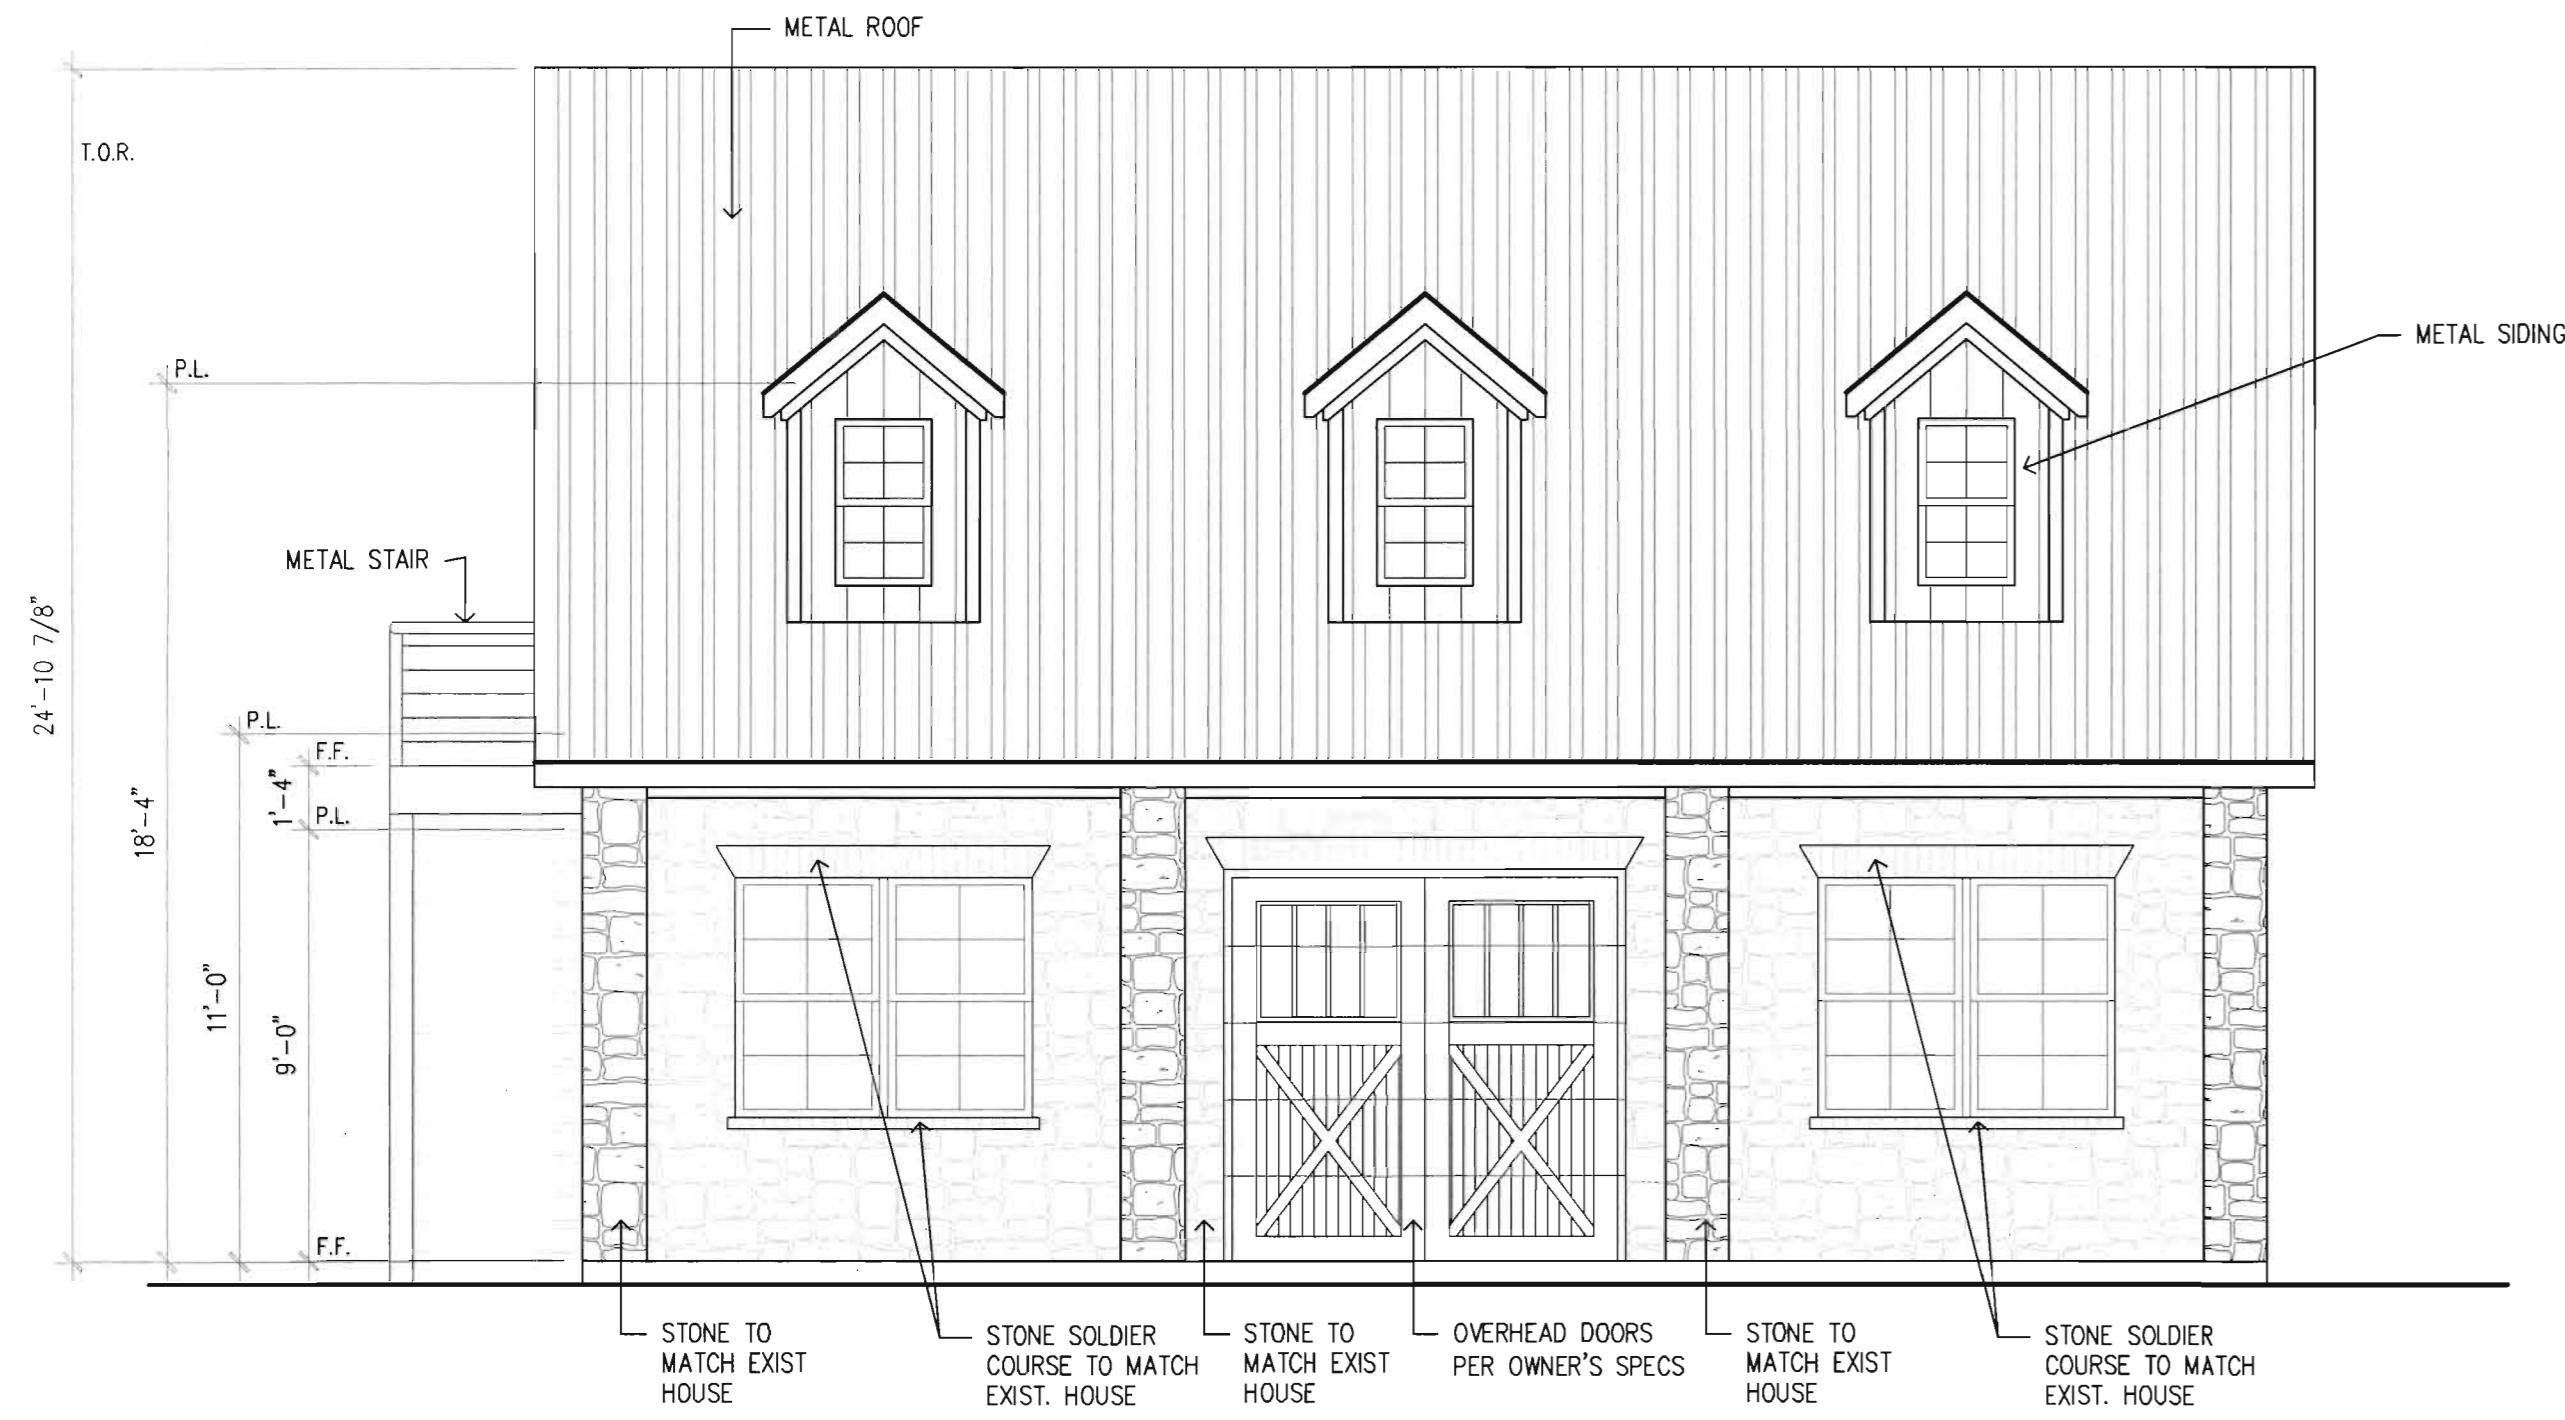 METAL ROOF
T.O.R.
METAL SIDING
P.L.
METAL STAIR
24'-10 7/8"
P.L.
F.F.
1'-4"
P.L.
18'-4"
11'-0"
9'-0"
F.F.
STONE TO
MATCH EXIST
HOUSE
STONE SOLDIER
COURSE TO MATCH
EXIST. HOUSE
STONE TO
MATCH EXIST
HOUSE
OVERHEAD DOORS
PER OWNER'S SPECS
STONE TO
MATCH EXIST
HOUSE
STONE SOLDIER
COURSE TO MATCH
EXIST. HOUSE